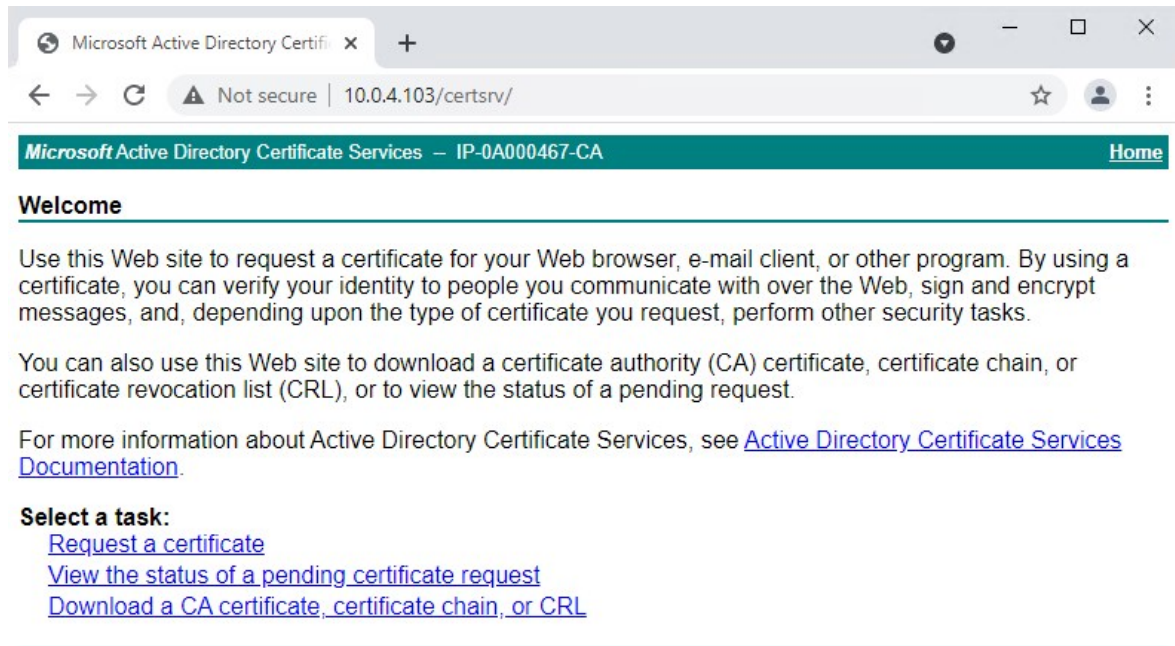 Microsoft Active Directory Certifi
Not secure | 10.0.4.103/certsrv/
Microsoft Active Directory Certificate Services -- IP-0A000467-CA Home
Welcome
Use this Web site to request a certificate for your Web browser, e-mail client, or other program. By using a
certificate, you can verify your identity to people you communicate with over the Web, sign and encrypt
messages, and, depending upon the type of certificate you request, perform other security tasks.
You can also use this Web site to download a certificate authority (CA) certificate, certificate chain, or
certificate revocation list (CRL), or to view the status of a pending request.
For more information about Active Directory Certificate Services, see Active Directory Certificate Services
Documentation.
Select a task:
Request a certificate
View the status of a pending certificate request
Download a CA certificate, certificate chain, or CRL